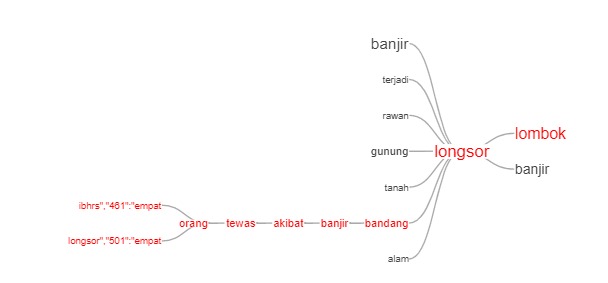 banjir
terjadi
rawan
lombok
gunung longsor
banjir
tanah
ibhrs","461":"empat
orang tewas akibat banjir bandang
longsor","501":"empat
alam